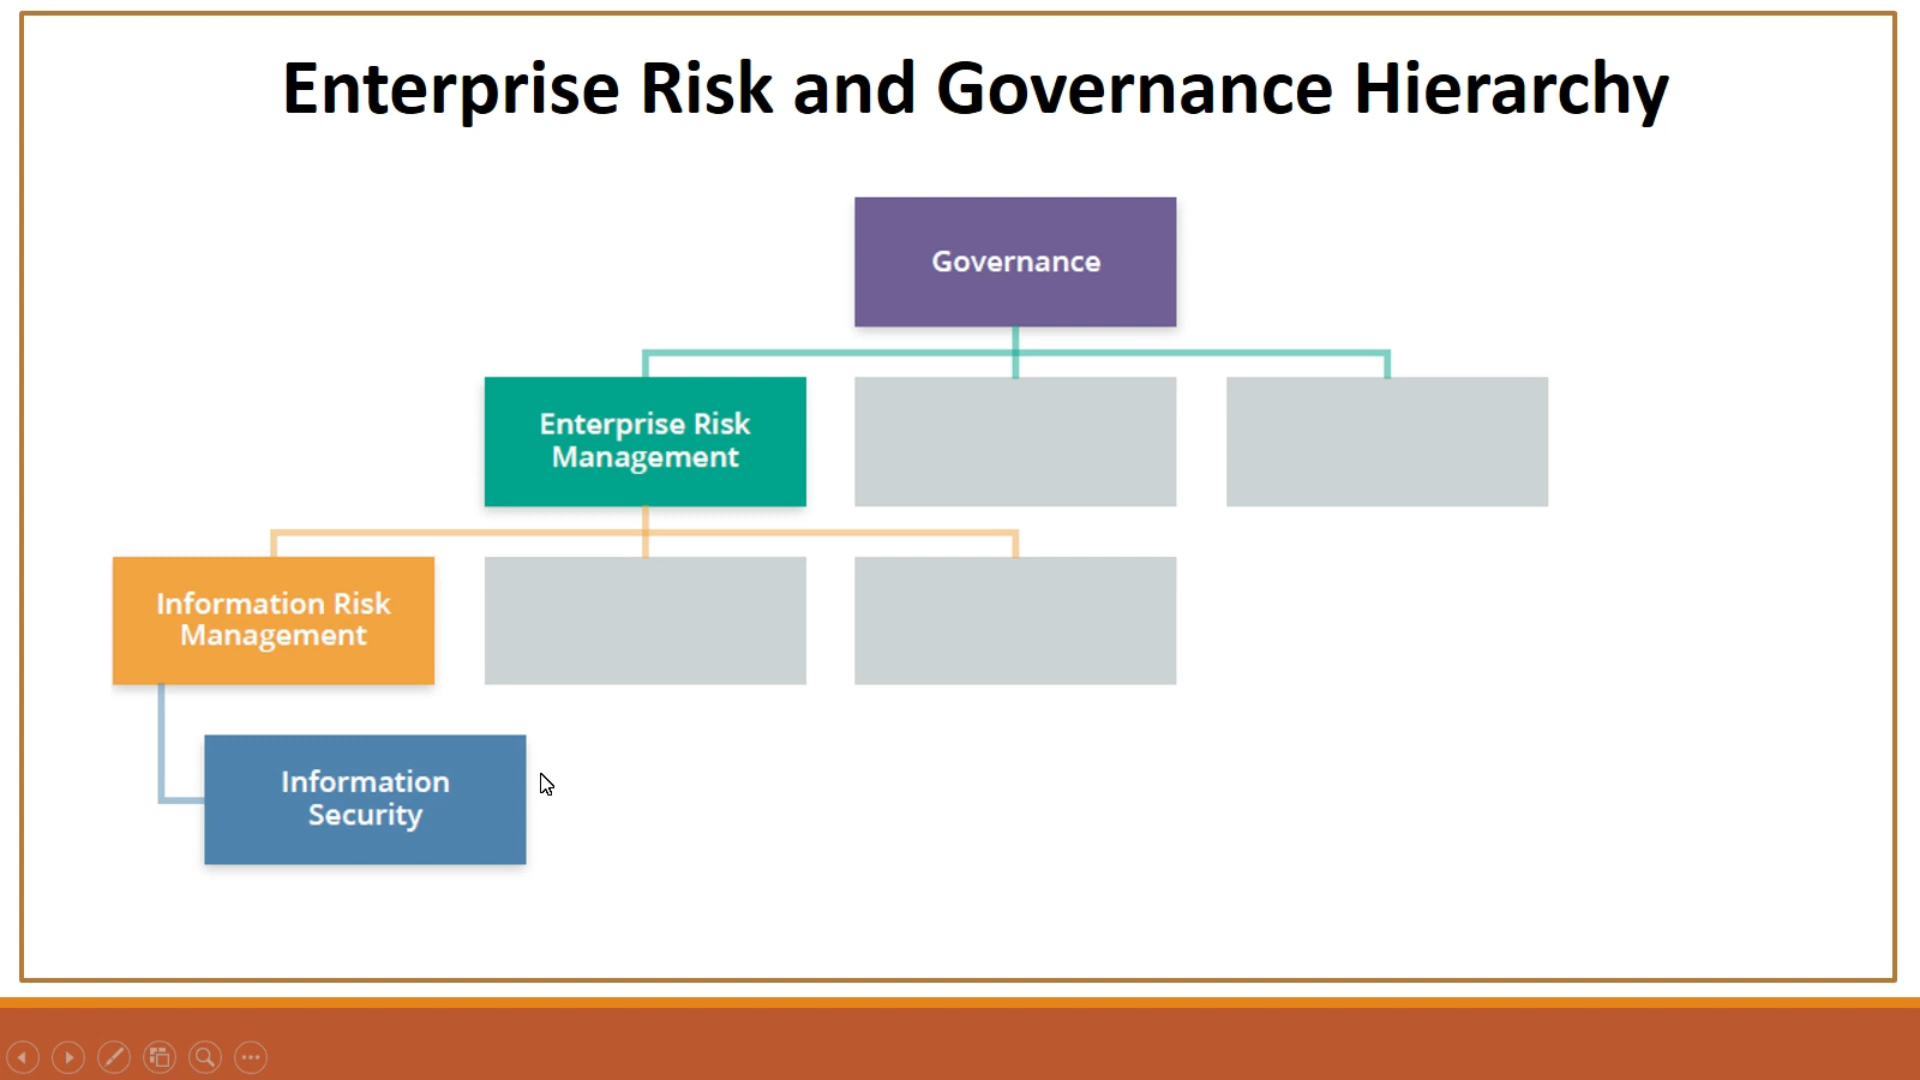 Enterprise Risk and Governance Hierarchy
Governance
Enterprise Risk
Management
Information Risk
Management
Information
Security